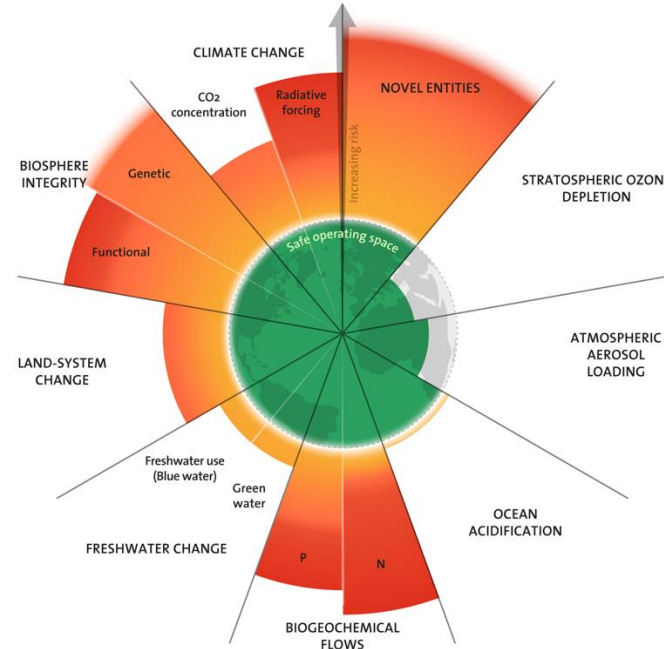 CLIMATE CHANGE
CO2
concentration
Radiative
forcing
NOVEL ENTITIES
Increasing risk
BIOSPHERE
INTEGRITY
Genetic
Functional
STRATOSPHERIC OZON
DEPLETION
Safe operating space
LAND-SYSTEM
CHANGE
ATMOSPHERIC
AEROSOL
LOADING
Freshwater use
(Blue water)
Green
water
FRESHWATER CHANGE
OCEAN
ACIDIFICATION
P
N
BIOGEOCHEMICAL
FLOWS